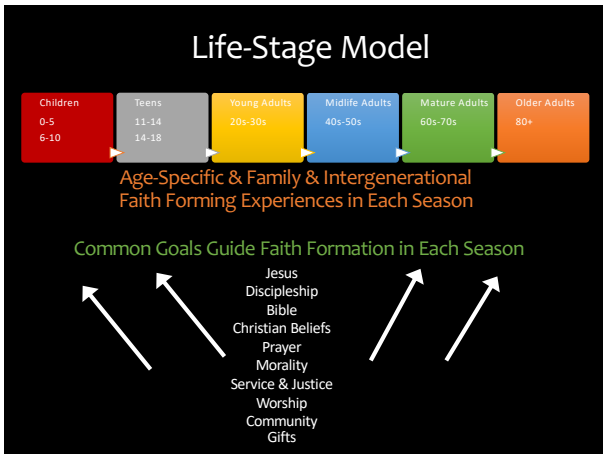 Life-Stage Model
Children
0-5
6-10
Teens
11-14
14-18
Young Adults
20s-30s
Midlife Adults
40s-50s
Mature Adults
60s-70s
Older Adults
80+
Age-Specific & Family & Intergenerational
Faith Forming Experiences in Each Season
Common Goals Guide Faith Formation in Each Season
Jesus
Discipleship
Bible
Christian Beliefs
Prayer
Morality
Service & Justice
Worship
Community
Gifts